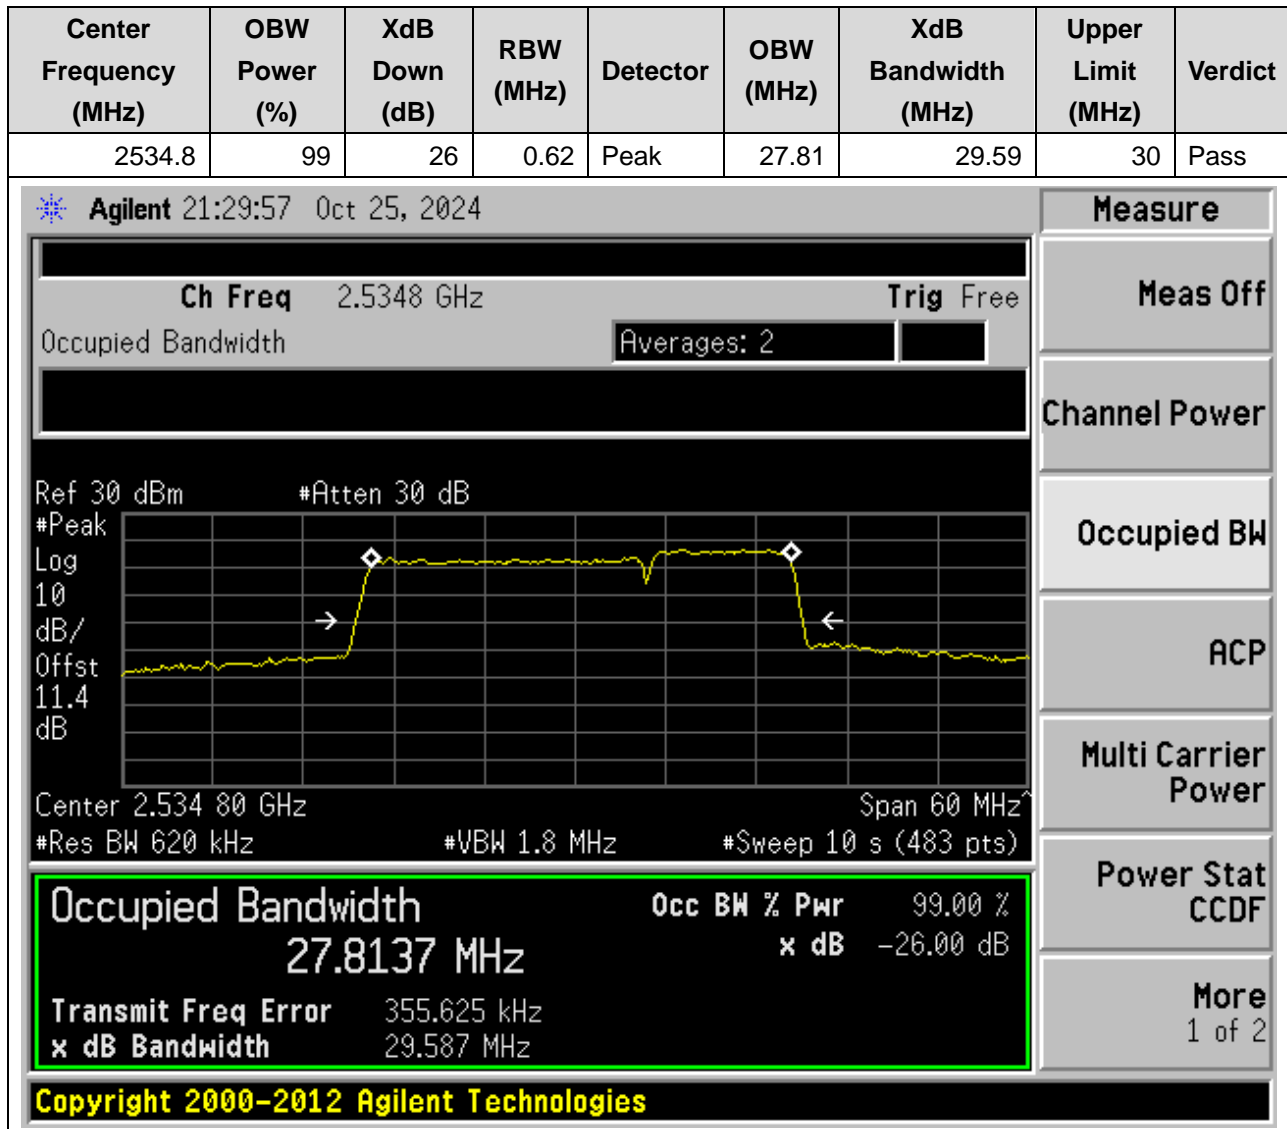 Center Frequency (MHz) OBW Power (%) XdB Down (dB) RBW (MHz) Detector OBW (MHz) XdB Bandwidth (MHz) Upper Limit (MHz) Verdict
2534.8 99 26 0.62 Peak 27.81 29.59 30 Pass
Agilent 21:29:57 Oct 25, 2024
Measure
Ch Freq 2.5348 GHz Trig Free
Meas Off
Occupied Bandwidth Averages: 2
Channel Power
Ref 30 dBm #Atten 30 dB
#Peak
Log
10
dB/
Offst
11.4
dB
Occupied BW
ACP
Multi Carrier
Power
Center 2.534 80 GHz Span 60 MHz^
#Res BW 620 kHz #VBW 1.8 MHz #Sweep 10 s (483 pts)
Power Stat
CCDF
Occupied Bandwidth Occ BW % Pwr 99.00 %
27.8137 MHz x dB -26.00 dB
Transmit Freq Error 355.625 kHz
x dB Bandwidth 29.587 MHz
More
1 of 2
Copyright 2000-2012 Agilent Technologies